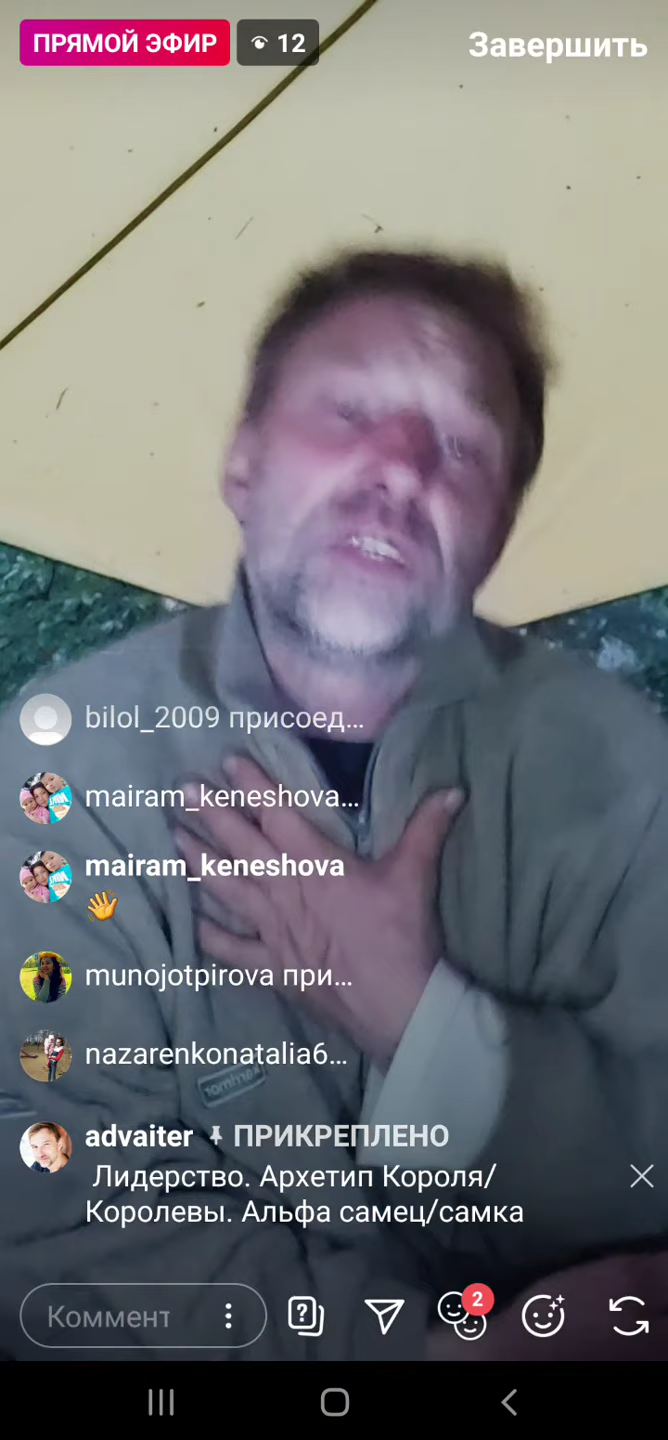 ПРЯМОЙ ЭФИР 12 Завершить
bilol_2009 присоед...
mairam_keneshova...
mairam_keneshova
👋
munojotpirova при...
nazarenkonatalia6...
advaiter ПРИКРЕПЛЕНО
Лидерство. Архетип Короля/
Королевы. Альфа самец/самка
Коммент 2